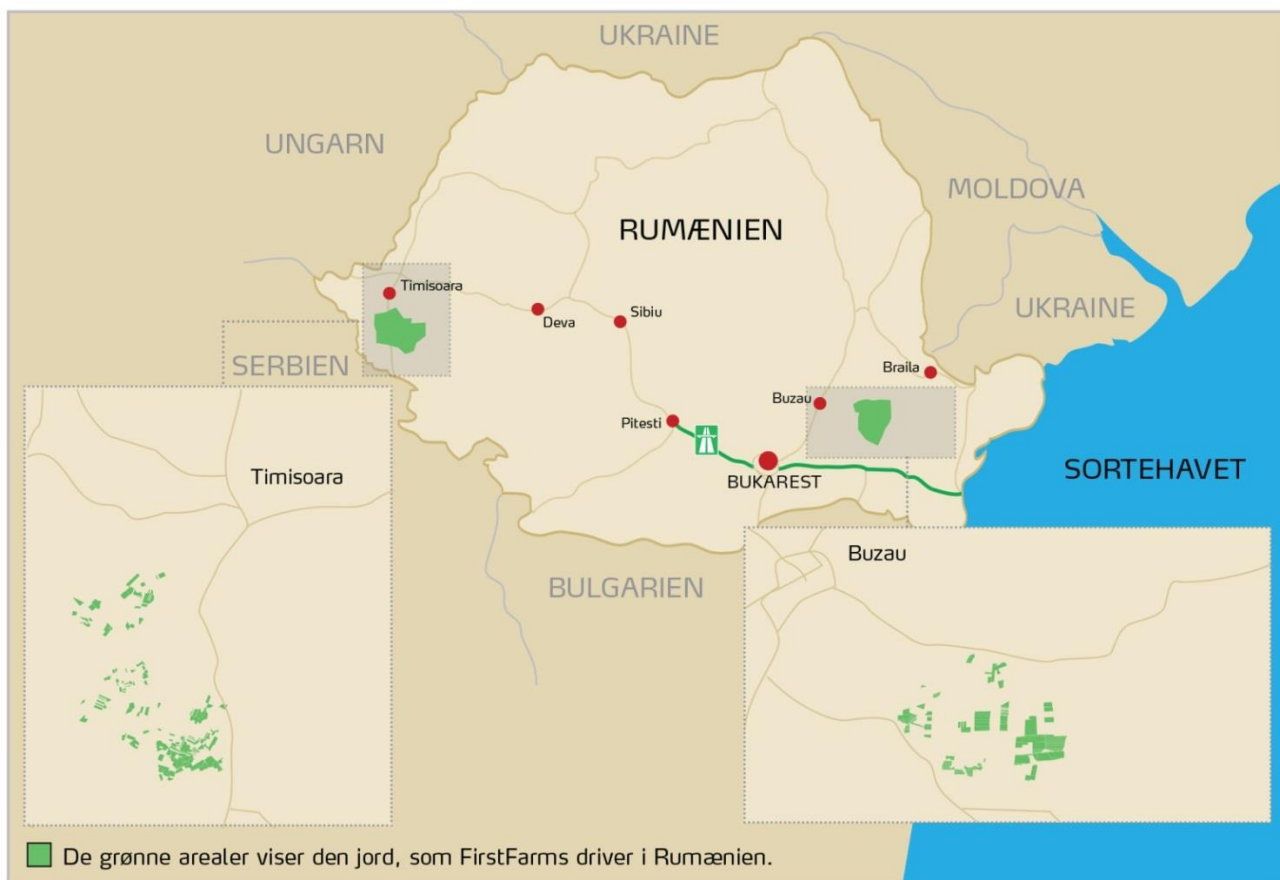 UKRAINE
UNGARN
MOLDOVA
RUMÆNIEN
Timisoara
UKRAINE
Deva
Sibiu
SERBIEN
Braila
Buzau
Pitesti
SORTEHAVET
BUKAREST
Timisoara
Buzau
BULGARIEN
De grønne arealer viser den jord, som FirstFarms driver i Rumænien.